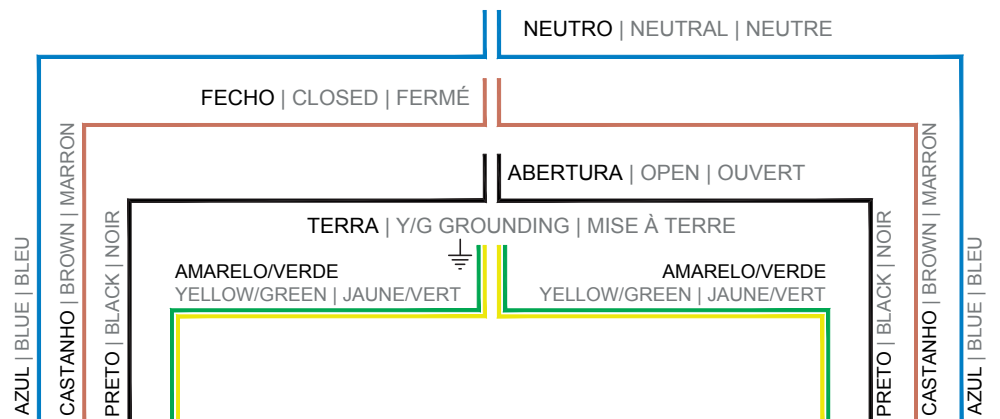 NEUTRO | NEUTRAL | NEUTRE
FECHO | CLOSED | FERMÉ
ABERTURA | OPEN | OUVERT
TERRA | Y/G GROUNDING | MISE À TERRE
AMARELO/VERDE
YELLOW/GREEN | JAUNE/VERT
AMARELO/VERDE
YELLOW/GREEN | JAUNE/VERT
AZUL | BLUE | BLEU
CASTANHO | BROWN | MARRON
PRETO | BLACK | NOIR
PRETO | BLACK | NOIR
CASTANHO | BROWN | MARRON
AZUL | BLUE | BLEU